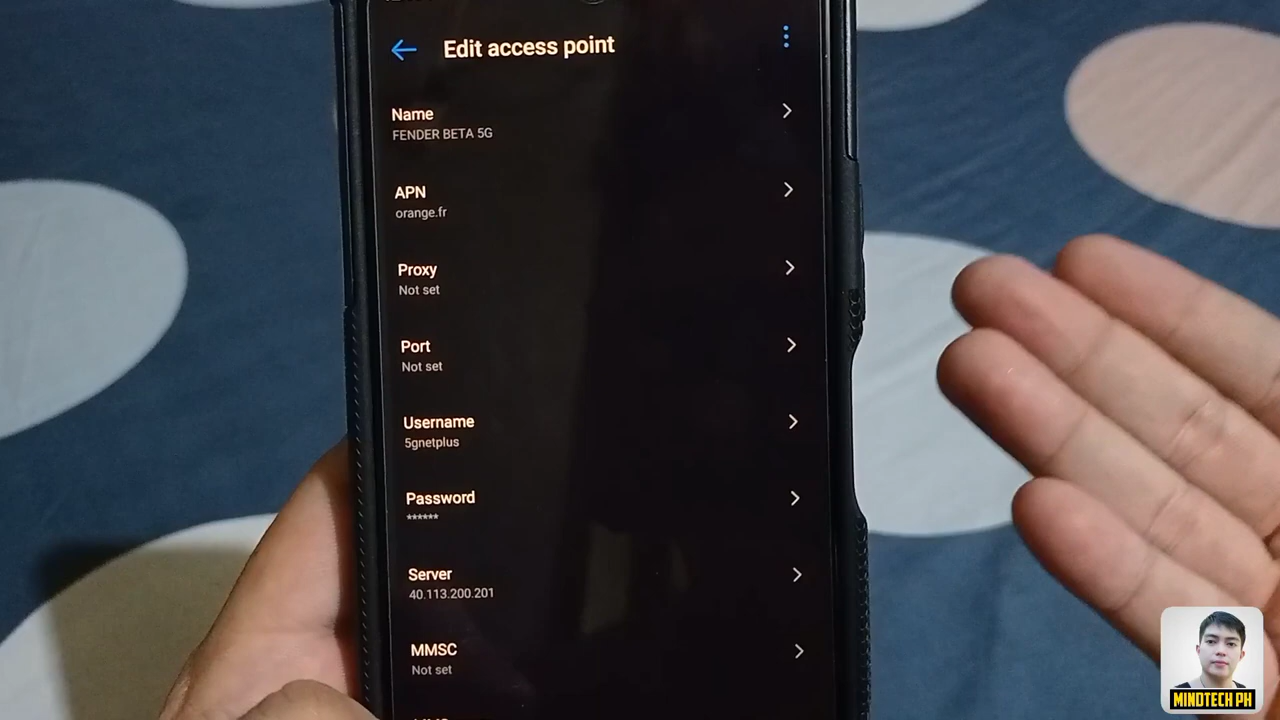 Edit access point
Name
FENDER BETA 5G
APN
orange.fr
Proxy
Not set
Port
Not set
Username
5gnetplus
Password
******
Server
40.113.200.201
MMSC
Not set
MINDTECH PH